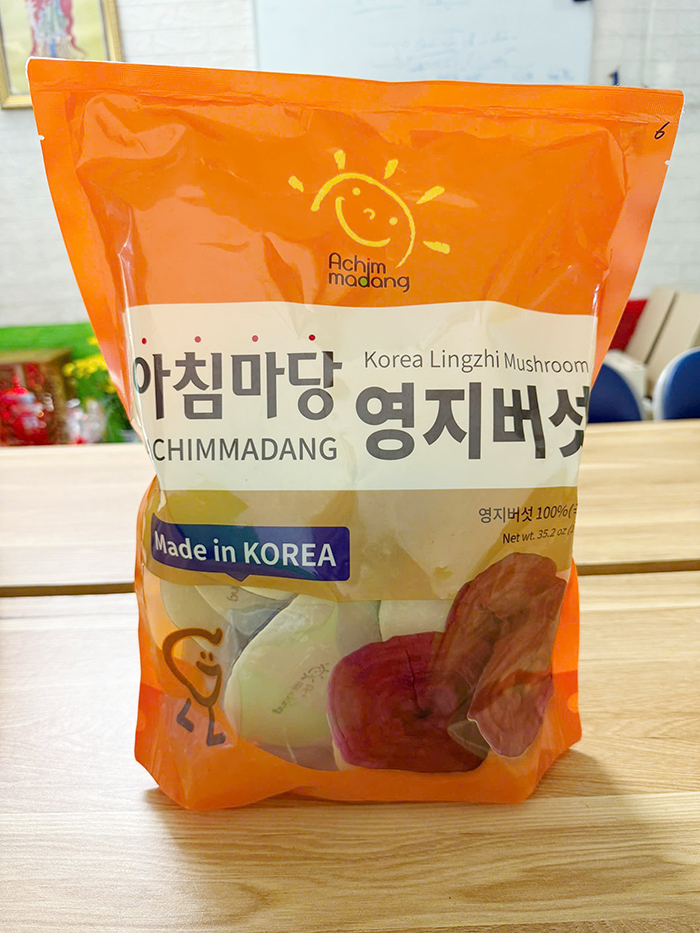 6
Achim
madang
아침마당
CHIMMADANG
Korea Lingzhi Mushroom
영지버섯
영지버섯 100%
Net wt. 35.2 oz
Made in KOREA